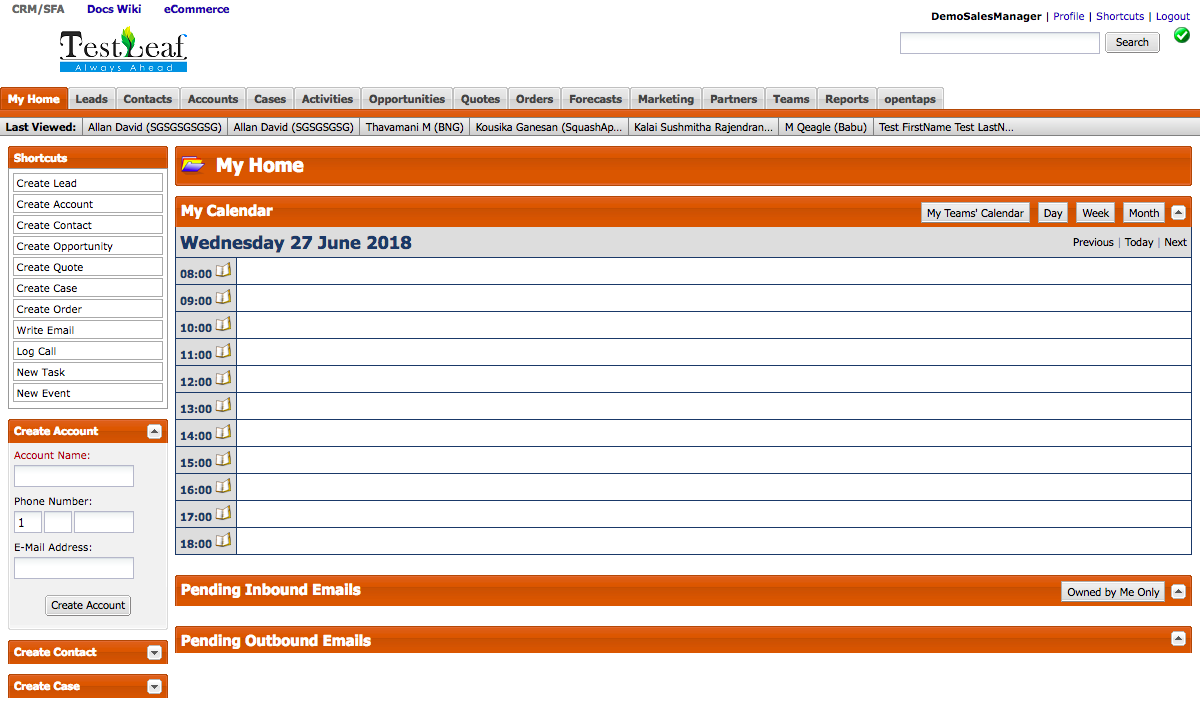 CRM/SFA Docs Wiki eCommerce
DemoSalesManager | Profile | Shortcuts | Logout
TestLeaf
Always Ahead
Search
My Home Leads Contacts Accounts Cases Activities Opportunities Quotes Orders Forecasts Marketing Partners Teams Reports opentaps
Last Viewed: Allan David (SGSGSGSGSG) Allan David (SGSGSGSG) Thavamani M (BNG) Kousika Ganesan (SquashAp... Kalai Sushmitha Rajendran... M Qeagle (Babu) Test FirstName Test LastN...
Shortcuts
Create Lead
Create Account
Create Contact
Create Opportunity
Create Quote
Create Case
Create Order
Write Email
Log Call
New Task
New Event
Create Account
Account Name:
Phone Number:
1
E-Mail Address:
Create Account
Create Contact
Create Case
My Home
My Calendar My Teams' Calendar Day Week Month
Wednesday 27 June 2018 Previous | Today | Next
08:00
09:00
10:00
11:00
12:00
13:00
14:00
15:00
16:00
17:00
18:00
Pending Inbound Emails Owned by Me Only
Pending Outbound Emails